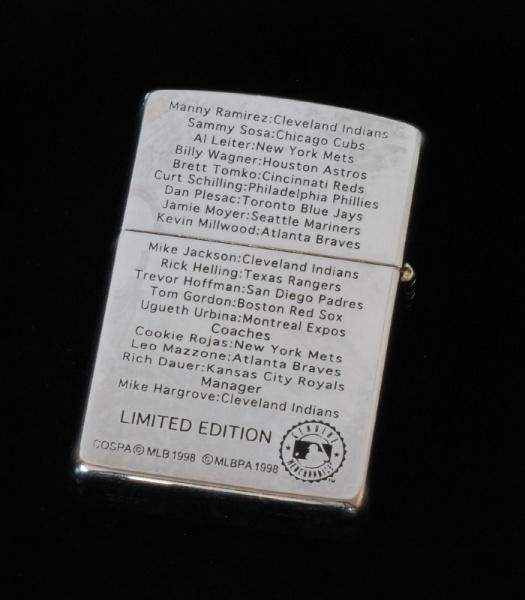 Manny Ramirez:Cleveland Indians
Sammy Sosa:Chicago Cubs
Al Leiter:New York Mets
Billy Wagner:Houston Astros
Brett Tomko:Cincinnati Reds
Curt Schilling:Philadelphia Phillies
Dan Plesac:Toronto Blue Jays
Jamie Moyer:Seattle Mariners
Kevin Millwood:Atlanta Braves
Mike Jackson:Cleveland Indians
Rick Helling:Texas Rangers
Trevor Hoffman:San Diego Padres
Tom Gordon:Boston Red Sox
Ugueth Urbina:Montreal Expos
Coaches
Cookie Rojas:New York Mets
Leo Mazzone:Atlanta Braves
Rich Dauer:Kansas City Royals
Manager
Mike Hargrove:Cleveland Indians
LIMITED EDITION
COSPA © MLB 1998 © MLBPA 1998
GENUINE
MERCHANDISE
TM